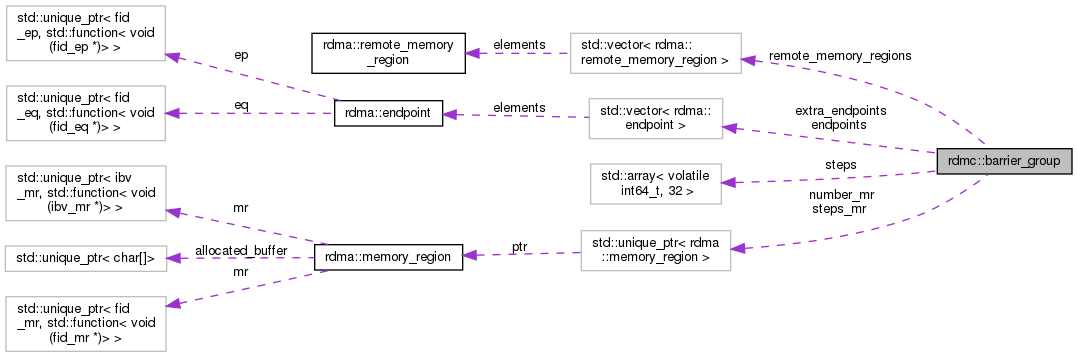 std::unique_ptr< fid
_ep, std::function< void
(fid_ep *)> >
ep
rdma::remote_memory
_region
elements
std::vector< rdma::
remote_memory_region >
remote_memory_regions
std::unique_ptr< fid
_eq, std::function< void
(fid_eq *)> >
eq
rdma::endpoint
elements
std::vector< rdma::
endpoint >
extra_endpoints
endpoints
rdmc::barrier_group
steps
std::array< volatile
int64_t, 32 >
number_mr
steps_mr
std::unique_ptr< ibv
_mr, std::function< void
(ibv_mr *)> >
mr
std::unique_ptr< char[]>
allocated_buffer
rdma::memory_region
ptr
std::unique_ptr< rdma
::memory_region >
mr
std::unique_ptr< fid
_mr, std::function< void
(fid_mr *)> >